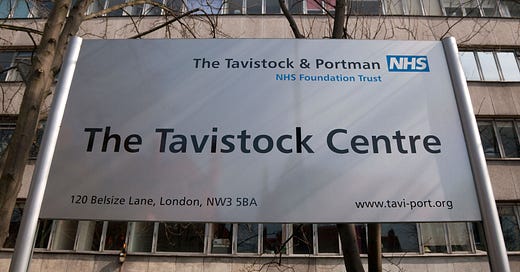 The Tavistock & Portman NHS
NHS Foundation Trust
The Tavistock Centre
120 Belsize Lane, London, NW3 5BA
www.tavi-port.org